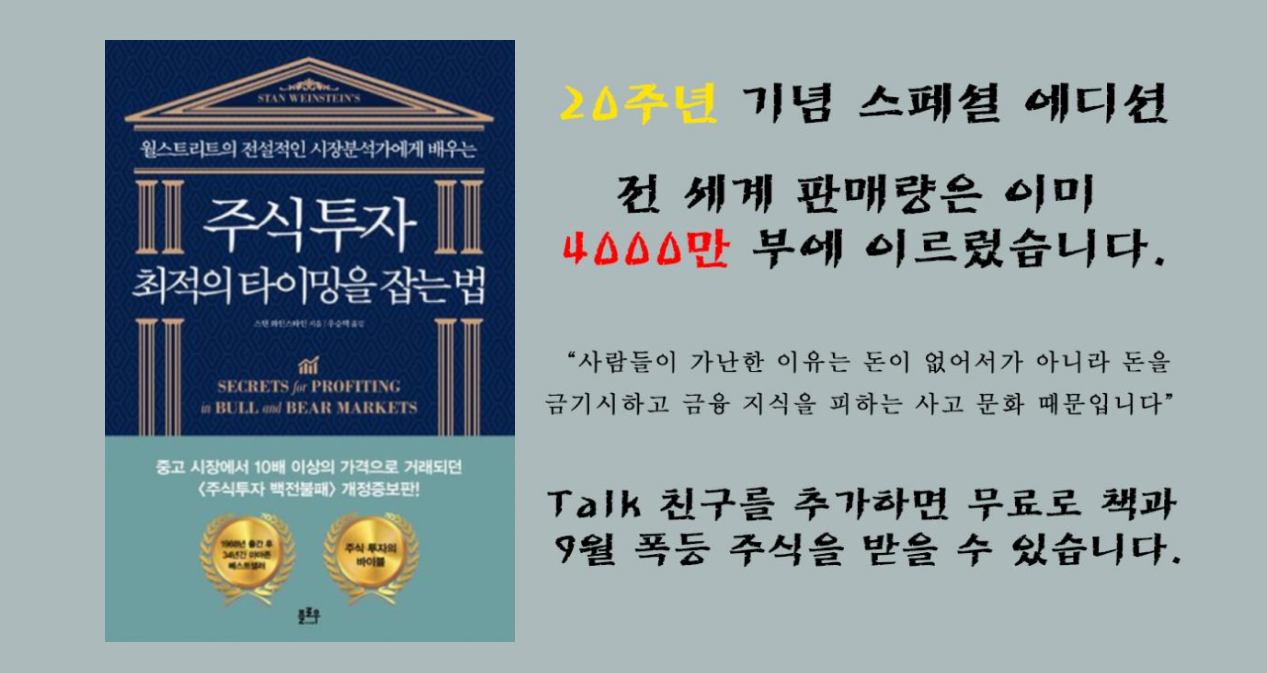 STAN WEINSTEIN'S
월스트리트의 전설적인 시장분석가에게 배우는
주식투자
최적의 타이밍을 잡는 법
스탠 와인스타인 지음 | 우승택 옮김
SECRETS for PROFITING
in BULL and BEAR MARKETS
중고 시장에서 10배 이상의 가격으로 거래되던
〈주식투자 백전불패〉 개정증보판!
1988년 출간 후
34년간 아마존
베스트셀러
주식 투자의
바이블
플로우
20주년 기념 스페셜 에디션
전 세계 판매량은 이미
4000만 부에 이르렀습니다.
“사람들이 가난한 이유는 돈이 없어서가 아니라 돈을
금기시하고 금융 지식을 피하는 사고 문화 때문입니다”
Talk 친구를 추가하면 무료로 책과
9월 폭등 주식을 받을 수 있습니다.